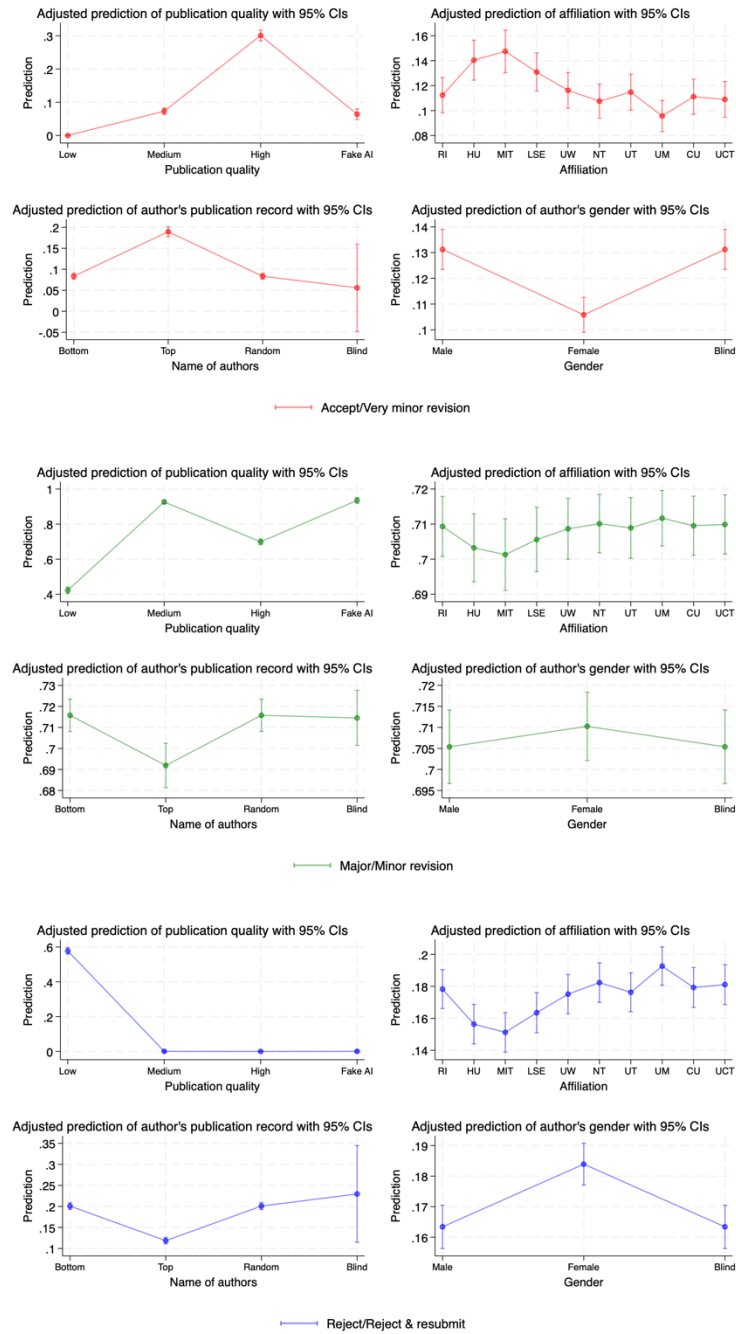 Adjusted prediction of publication quality with 95% CIs
Prediction
.3
.2
.1
0
Low Medium High Fake AI
Publication quality
Adjusted prediction of affiliation with 95% CIs
Prediction
.16
.14
.12
.1
.08
RI HU MIT LSE UW NT UT UM CU UCT
Affiliation
Adjusted prediction of author's publication record with 95% CIs
Prediction
.2
.15
.1
.05
0
-.05
Bottom Top Random Blind
Name of authors
Adjusted prediction of author's gender with 95% CIs
Prediction
.14
.13
.12
.11
.1
Male Female Blind
Gender
Accept/Very minor revision
Adjusted prediction of publication quality with 95% CIs
Prediction
1
.8
.6
.4
Low Medium High Fake AI
Publication quality
Adjusted prediction of affiliation with 95% CIs
Prediction
.72
.71
.7
.69
RI HU MIT LSE UW NT UT UM CU UCT
Affiliation
Adjusted prediction of author's publication record with 95% CIs
Prediction
.73
.72
.71
.7
.69
.68
Bottom Top Random Blind
Name of authors
Adjusted prediction of author's gender with 95% CIs
Prediction
.72
.715
.71
.705
.7
.695
Male Female Blind
Gender
Major/Minor revision
Adjusted prediction of publication quality with 95% CIs
Prediction
.6
.4
.2
0
Low Medium High Fake AI
Publication quality
Adjusted prediction of affiliation with 95% CIs
Prediction
.2
.18
.16
.14
RI HU MIT LSE UW NT UT UM CU UCT
Affiliation
Adjusted prediction of author's publication record with 95% CIs
Prediction
.35
.3
.25
.2
.15
.1
Bottom Top Random Blind
Name of authors
Adjusted prediction of author's gender with 95% CIs
Prediction
.19
.18
.17
.16
Male Female Blind
Gender
Reject/Reject & resubmit